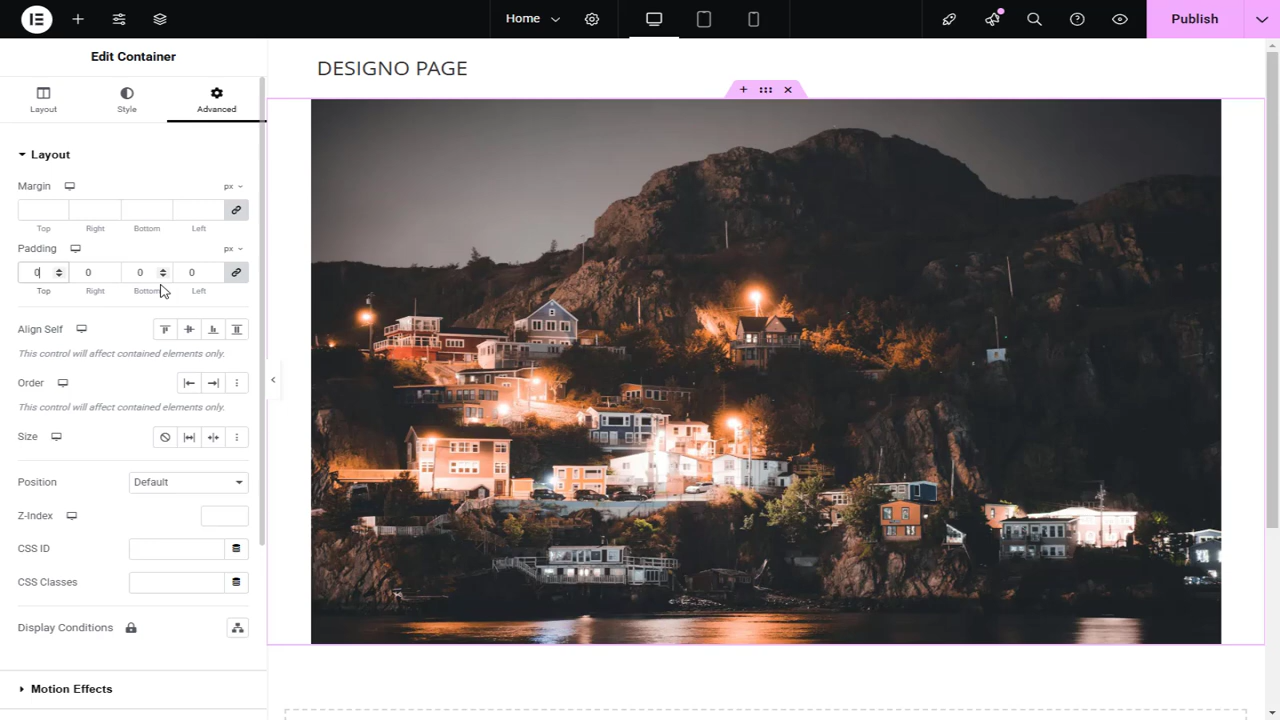 Home
Publish
Edit Container
DESIGNO PAGE
Layout
Style
Advanced
Layout
Margin
px
Top
Right
Bottom
Left
Padding
px
0
0
0
0
Top
Right
Bottom
Left
Align Self
This control will affect contained elements only.
Order
This control will affect contained elements only.
Size
Position
Default
Z-Index
CSS ID
CSS Classes
Display Conditions
Motion Effects